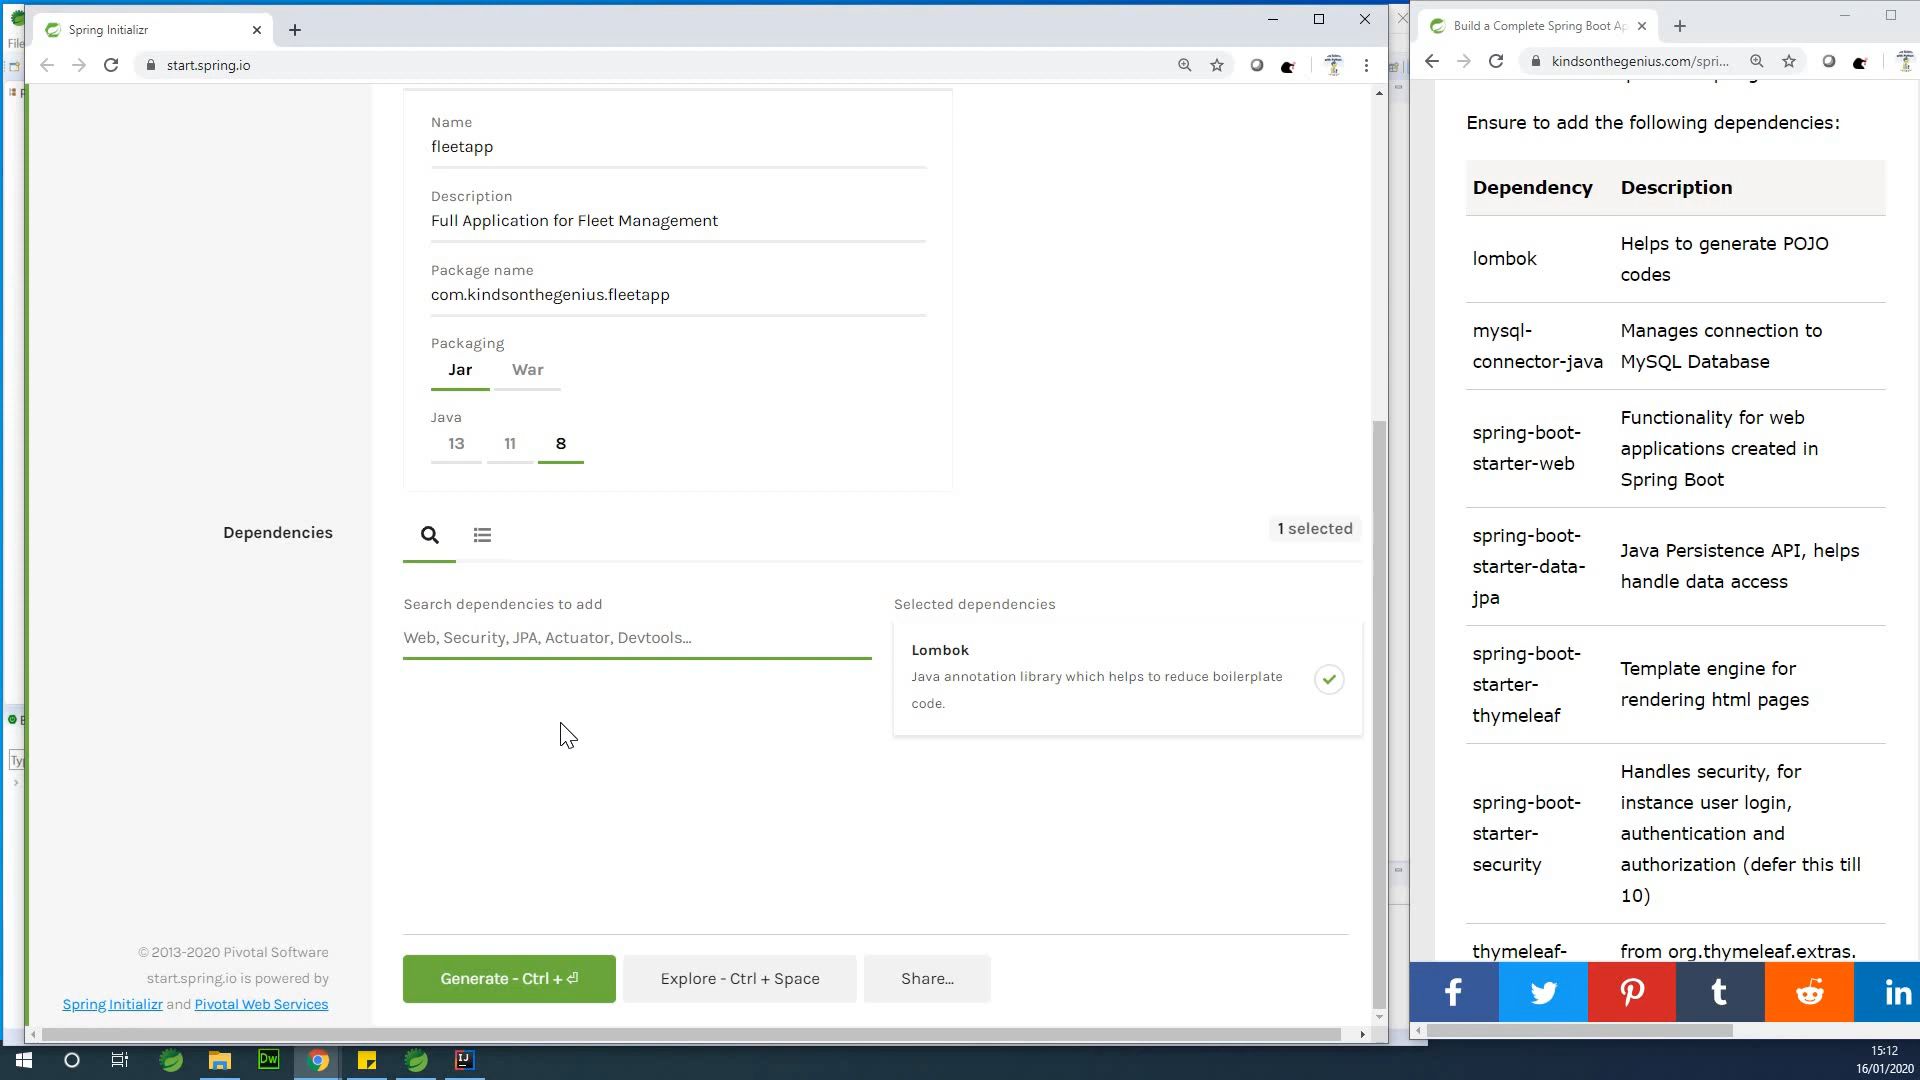 Spring Initializr
start.spring.io
Name
fleetapp
Description
Full Application for Fleet Management
Package name
com.kindsonthegenius.fleetapp
Packaging
Jar War
Java
13 11 8
Dependencies
1 selected
Search dependencies to add
Web, Security, JPA, Actuator, Devtools...
Selected dependencies
Lombok
Java annotation library which helps to reduce boilerplate
code.
© 2013-2020 Pivotal Software
start.spring.io is powered by
Spring Initializr and Pivotal Web Services
Generate - Ctrl + ⏎
Explore - Ctrl + Space
Share...
Build a Complete Spring Boot Ap
kindsonthegenius.com/spri...
Ensure to add the following dependencies:
Dependency Description
lombok
Helps to generate POJO
codes
mysql-
connector-java
Manages connection to
MySQL Database
spring-boot-
starter-web
Functionality for web
applications created in
Spring Boot
spring-boot-
starter-data-
jpa
Java Persistence API, helps
handle data access
spring-boot-
starter-
thymeleaf
Template engine for
rendering html pages
spring-boot-
starter-
security
Handles security, for
instance user login,
authentication and
authorization (defer this till
10)
thymeleaf-
from org.thymeleaf.extras.
File
Typ
Dw
IJ
15:12
16/01/2020